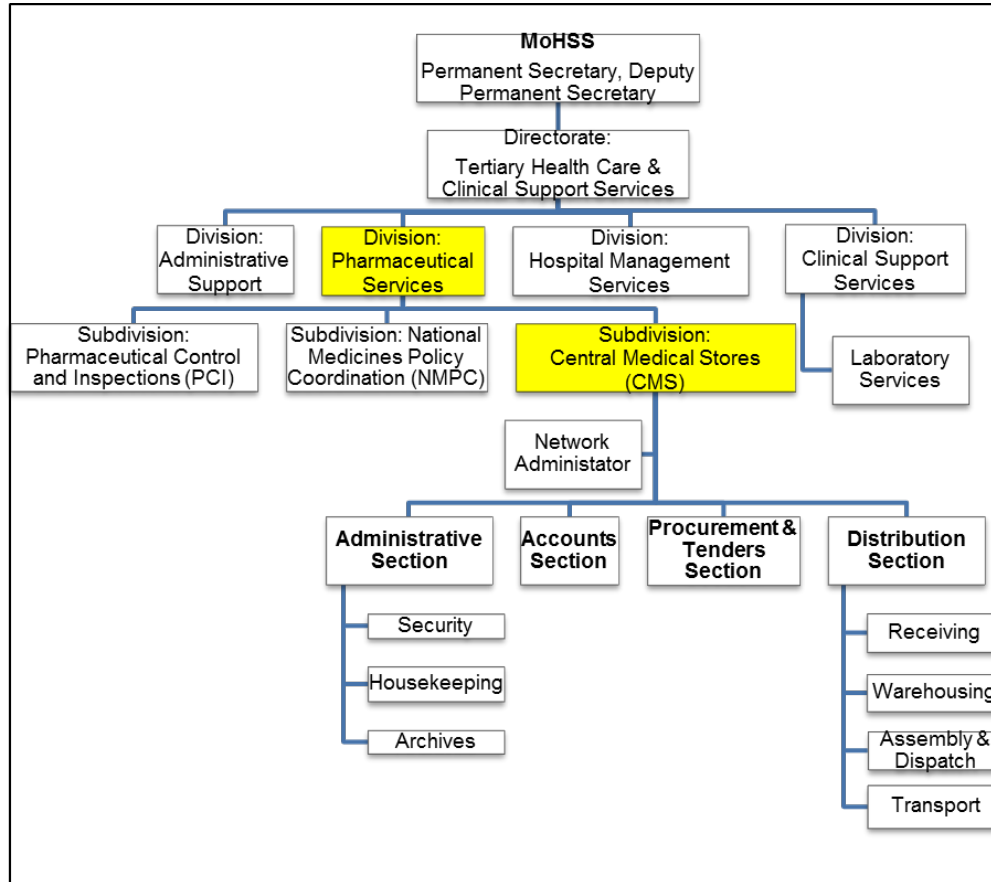 MoHSS
Permanent Secretary, Deputy
Permanent Secretary
Directorate:
Tertiary Health Care &
Clinical Support Services
Division:
Administrative
Support
Division:
Pharmaceutical
Services
Division:
Hospital Management
Services
Division:
Clinical Support
Services
Subdivision:
Pharmaceutical Control
and Inspections (PCI)
Subdivision: National
Medicines Policy
Coordination (NMPC)
Subdivision:
Central Medical Stores
(CMS)
Laboratory
Services
Network
Administator
Administrative
Section
Accounts
Section
Procurement &
Tenders
Section
Distribution
Section
Security
Housekeeping
Archives
Receiving
Warehousing
Assembly &
Dispatch
Transport